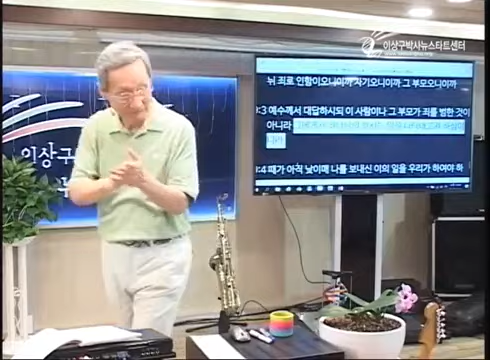 이상구박사뉴스타트센터
뉘 죄로 인함이오니이까 자기오니이까 그 부모오니이까
:3 예수께서 대답하시되 이 사람이나 그 부모가 죄를 범한 것이
아니라
:4 때가 아직 낮이매 나를 보내신 이의 일을 우리가 하여야 하
이상구